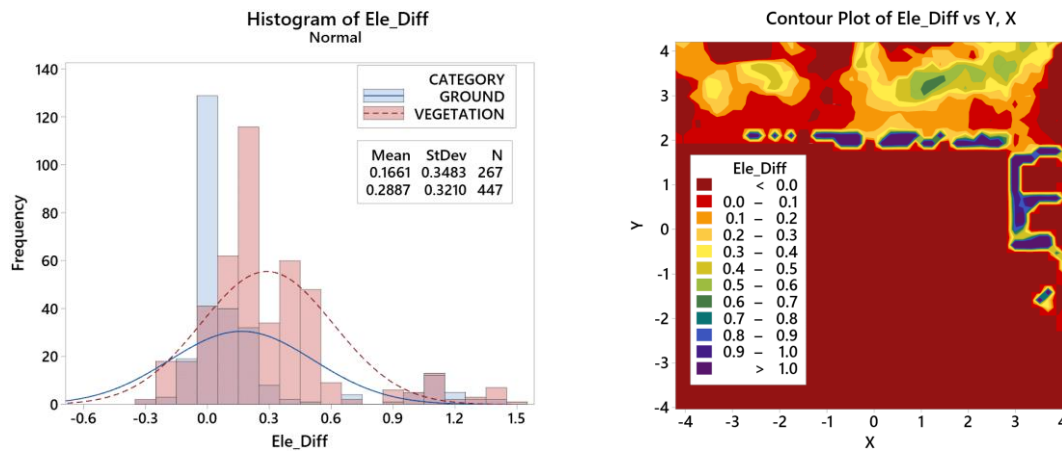 Histogram of Ele_Diff
Normal
140
120
100
80
60
40
20
0
Frequency
-0.6 -0.3 0.0 0.3 0.6 0.9 1.2 1.5
Ele_Diff
CATEGORY
GROUND
VEGETATION
Mean StDev N
0.1661 0.3483 267
0.2887 0.3210 447
Contour Plot of Ele_Diff vs Y, X
4
3
2
1
0
-1
-2
-3
-4
Y
-4 -3 -2 -1 0 1 2 3 4
X
Ele_Diff
< 0.0
0.0 – 0.1
0.1 – 0.2
0.2 – 0.3
0.3 – 0.4
0.4 – 0.5
0.5 – 0.6
0.6 – 0.7
0.7 – 0.8
0.8 – 0.9
0.9 – 1.0
> 1.0